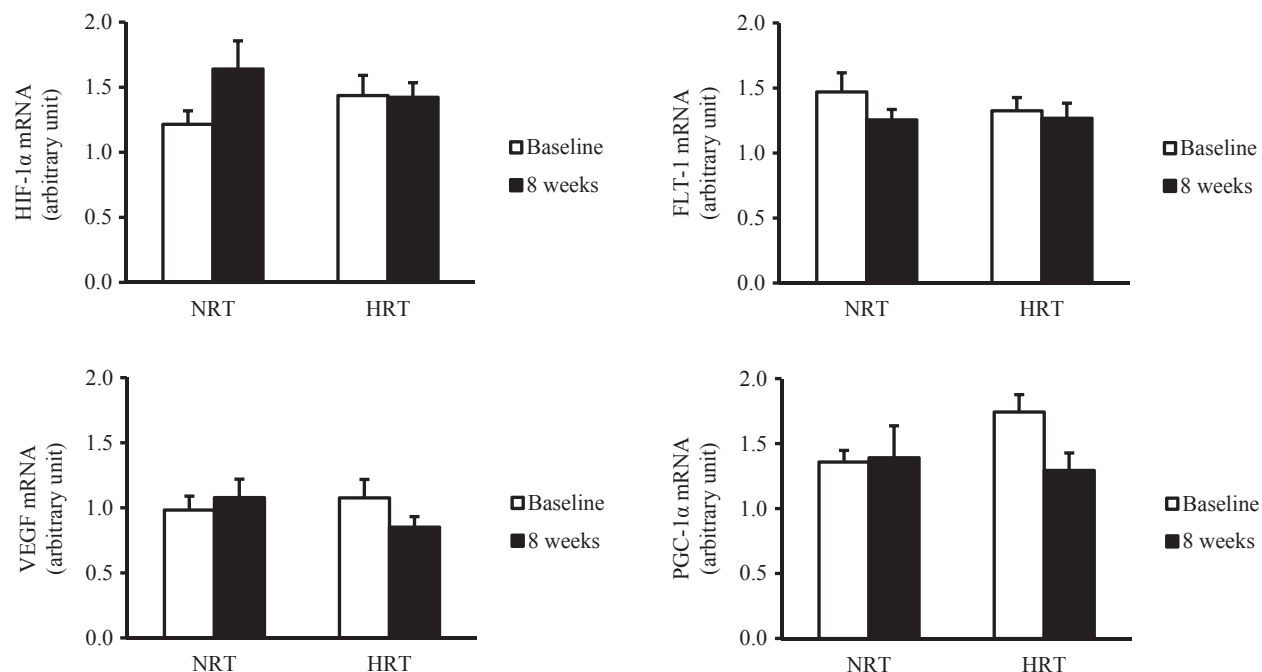 HIF-1α mRNA
(arbitrary unit)
2.0
1.5
1.0
0.5
0.0
NRT HRT
Baseline
8 weeks
FLT-1 mRNA
(arbitrary unit)
2.0
1.5
1.0
0.5
0.0
NRT HRT
Baseline
8 weeks
VEGF mRNA
(arbitrary unit)
2.0
1.5
1.0
0.5
0.0
NRT HRT
Baseline
8 weeks
PGC-1α mRNA
(arbitrary unit)
2.0
1.5
1.0
0.5
0.0
NRT HRT
Baseline
8 weeks